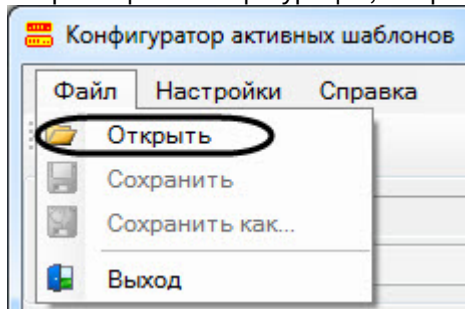 Конфигуратор активных шаблонов
Файл Настройки Справка
Открыть
Сохранить
Сохранить как...
Выход